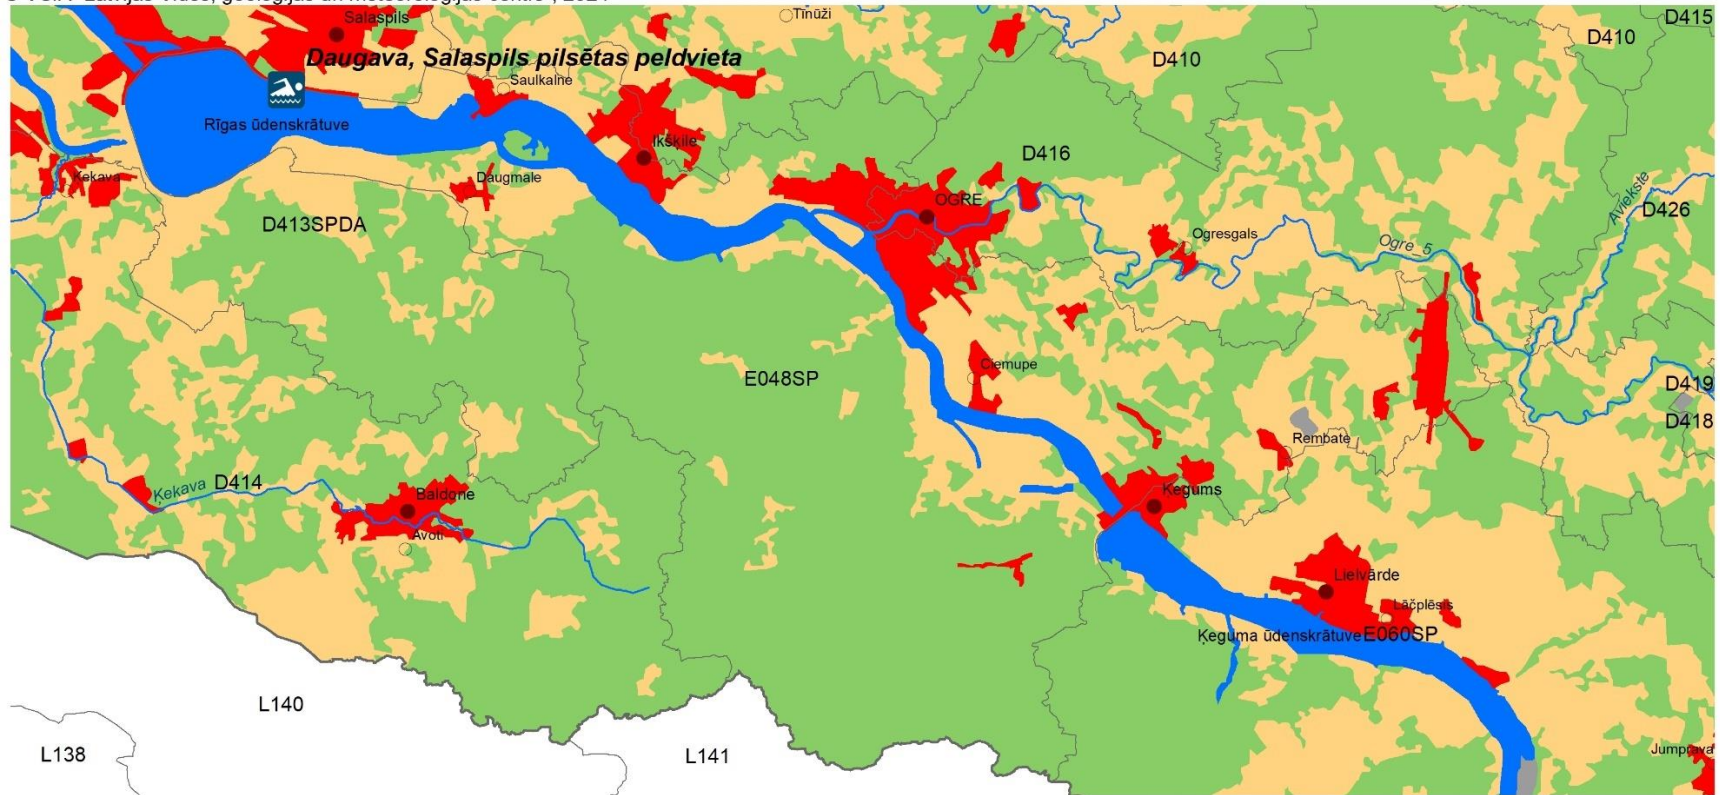 Salaspils
Tīnūži
D415
D410
D410
Daugava, Salaspils pilsētas peldvieta
Saulkalne
Rīgas ūdenskrātuve
Ikšķile
D416
Ķekava
Daugmale
OGRE
Aviekste
D426
D413SPDA
Ogresgals
Ogre_5
Ciemupe
E048SP
D419
D418
Rembate
Ķekava
D414
Baldone
Ķegums
Avoti
Lielvārde
Lāčplēsis
Ķeguma ūdenskrātuve
E060SP
L140
L138
L141
Jumprava